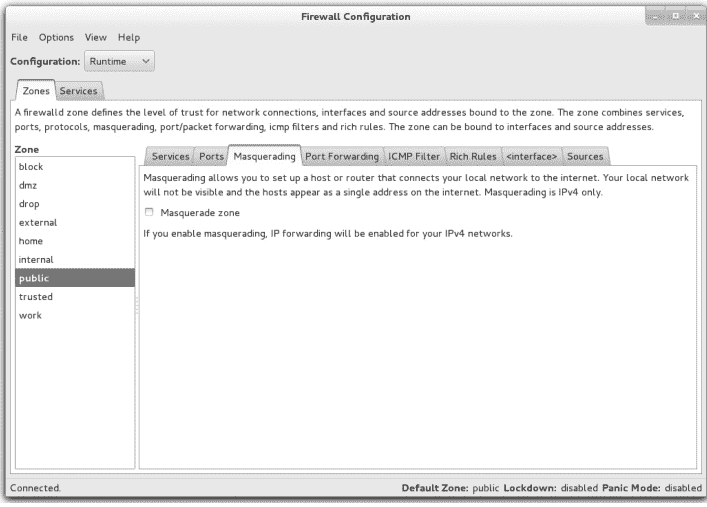 Firewall Configuration
File Options View Help
Configuration: Runtime
Zones Services
A firewalld zone defines the level of trust for network connections, interfaces and source addresses bound to the zone. The zone combines services,
ports, protocols, masquerading, port/packet forwarding, icmp filters and rich rules. The zone can be bound to interfaces and source addresses.
Zone
block
dmz
drop
external
home
internal
public
trusted
work
Services Ports Masquerading Port Forwarding ICMP Filter Rich Rules <interface> Sources
Masquerading allows you to set up a host or router that connects your local network to the internet. Your local network
will not be visible and the hosts appear as a single address on the internet. Masquerading is IPv4 only.
Masquerade zone
If you enable masquerading, IP forwarding will be enabled for your IPv4 networks.
Connected.
Default Zone: public Lockdown: disabled Panic Mode: disabled